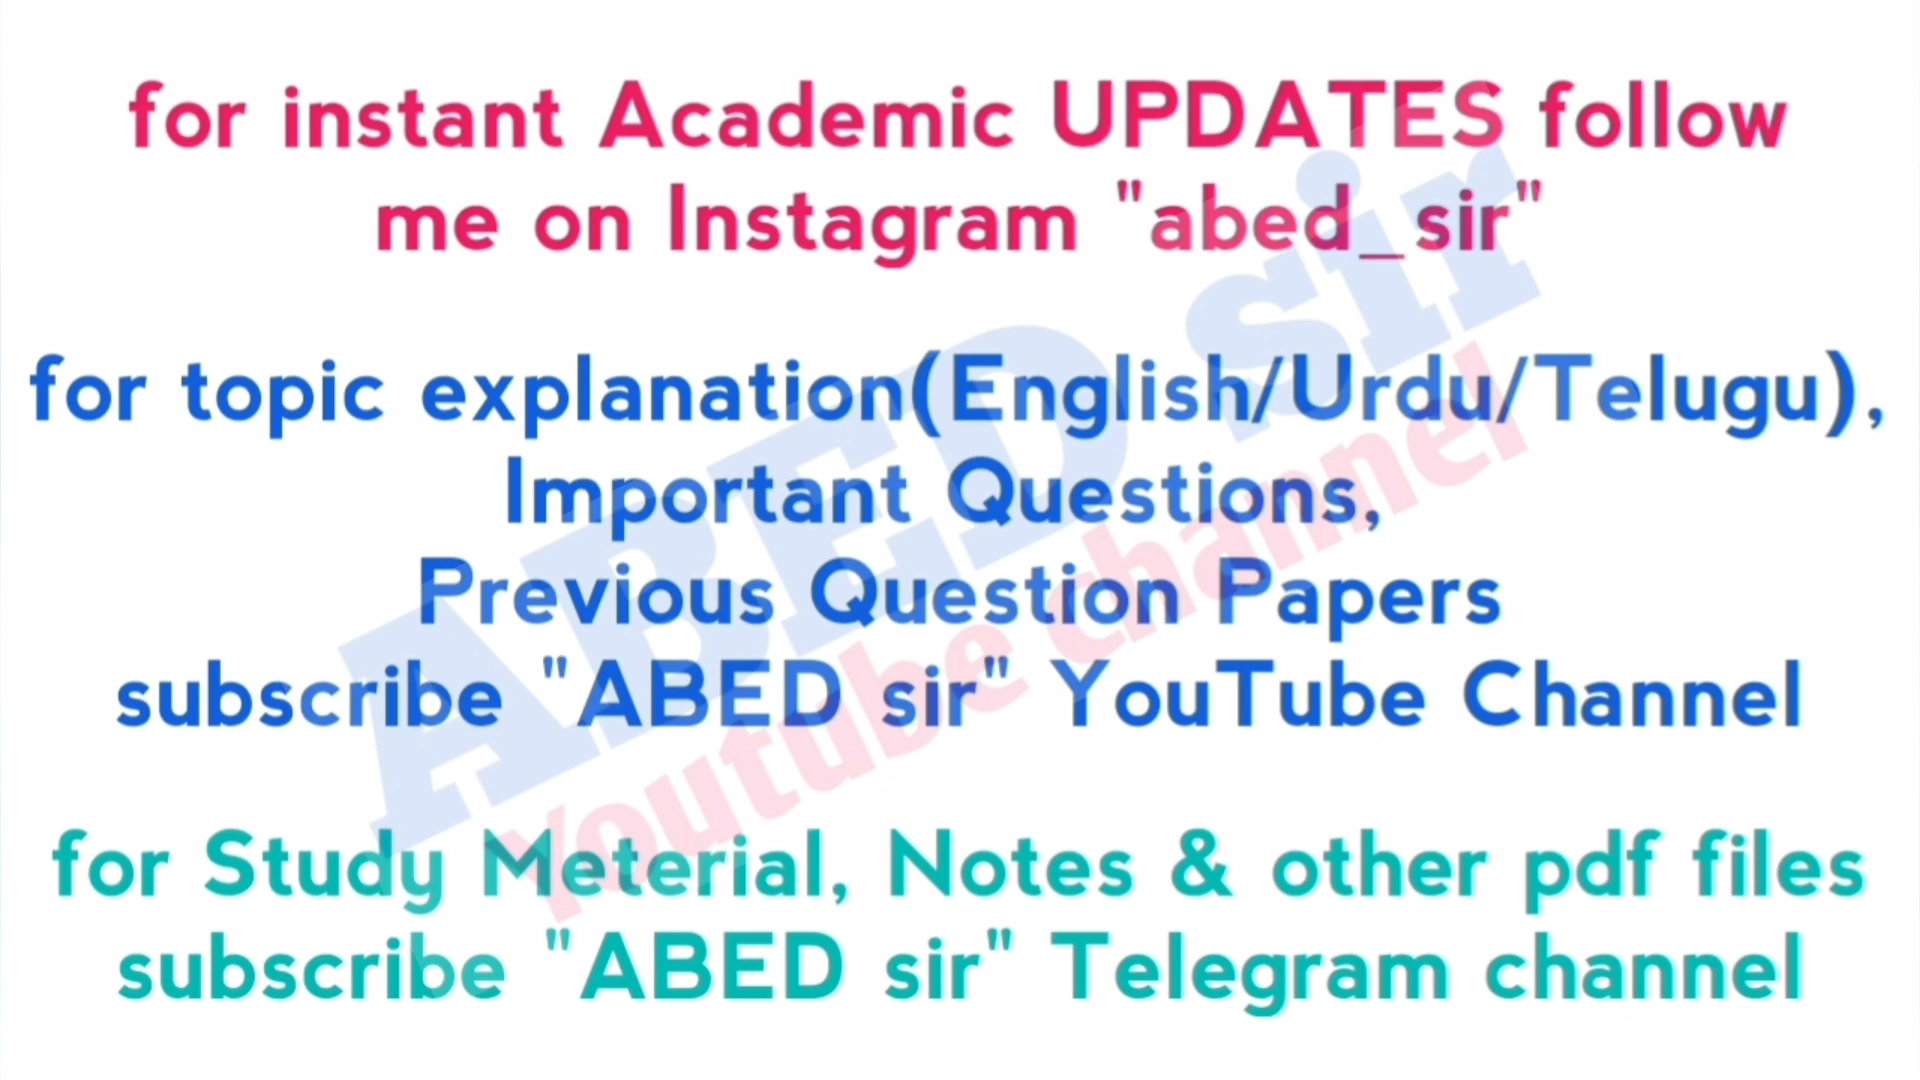 for instant Academic UPDATES follow
me on Instagram "abed_sir"
for topic explanation(English/Urdu/Telugu),
Important Questions,
Previous Question Papers
subscribe "ABED sir" YouTube Channel
for Study Meterial, Notes & other pdf files
subscribe "ABED sir" Telegram channel
ABED sir
Youtube channel